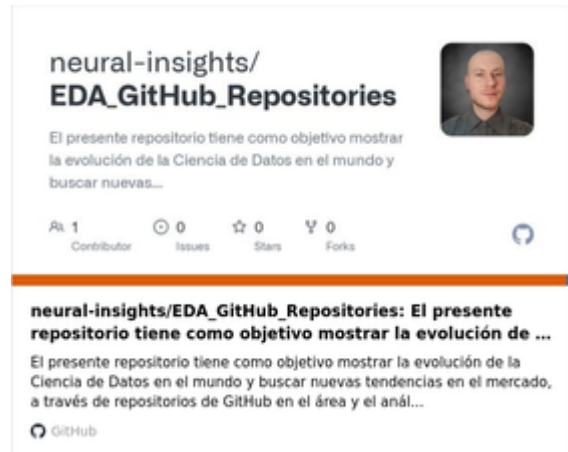 neural-insights/
EDA_GitHub_Repositories
El presente repositorio tiene como objetivo mostrar
la evolución de la Ciencia de Datos en el mundo y
buscar nuevas...
1
Contributor
0
Issues
0
Stars
0
Forks
neural-insights/EDA_GitHub_Repositories: El presente
repositorio tiene como objetivo mostrar la evolución de ...
El presente repositorio tiene como objetivo mostrar la evolución de la
Ciencia de Datos en el mundo y buscar nuevas tendencias en el mercado,
a través de repositorios de GitHub en el área y el anál...
GitHub